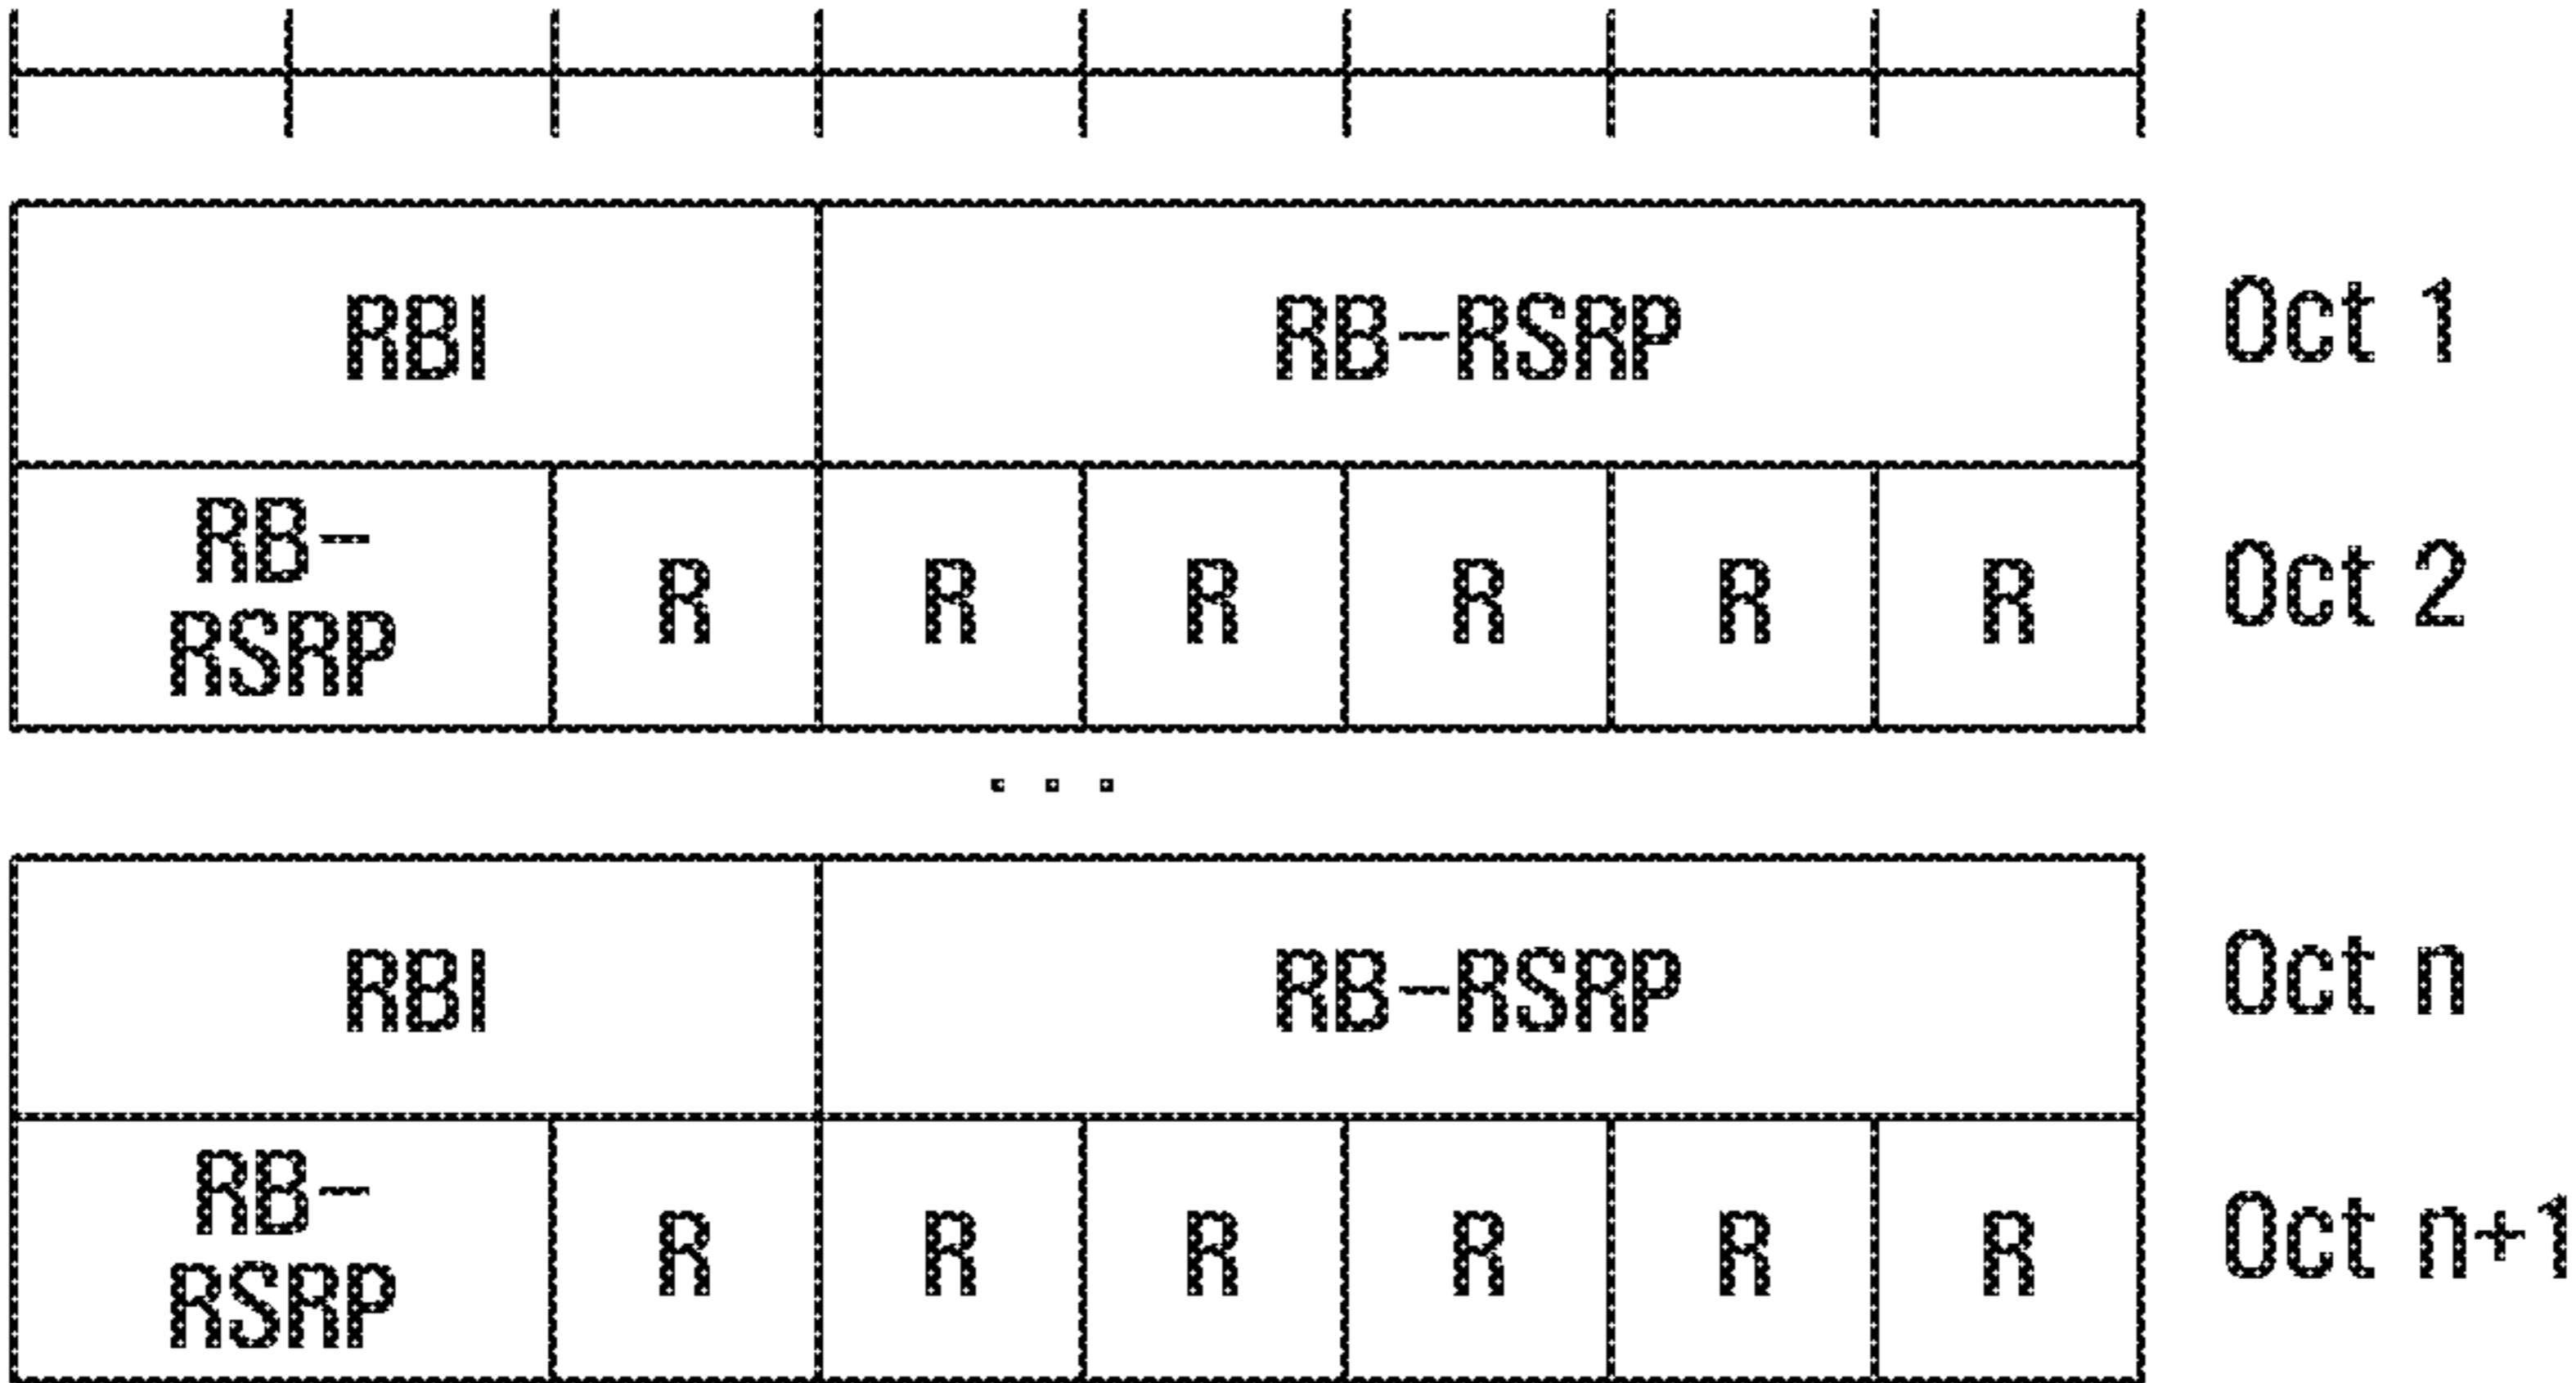 RBI RB-RSRP Oct 1
RB-
RSRP R R R R R R Oct 2
...
RBI RB-RSRP Oct n
RB-
RSRP R R R R R R Oct n+1